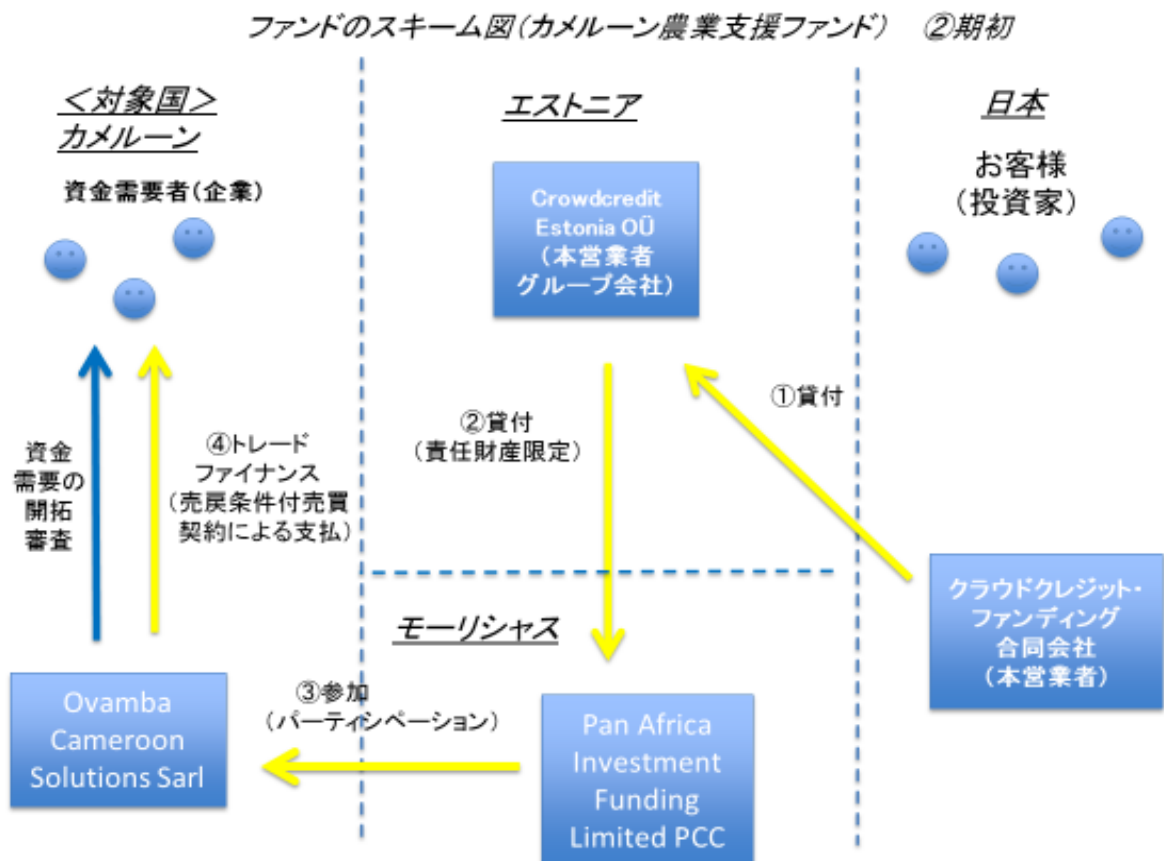 ファンドのスキーム図(カメルーン農業支援ファンド) ②期初
＜対象国＞
カメルーン
資金需要者(企業)
エストニア
Crowdcredit
Estonia OÜ
(本営業者
グループ会社)
日本
お客様
(投資家)
①貸付
②貸付
(責任財産限定)
資金
需要の
開拓
審査
④トレード
ファイナンス
(売戻条件付売買
契約による支払)
モーリシャス
クラウドクレジット・
ファンディング
合同会社
(本営業者)
Ovamba
Cameroon
Solutions Sarl
③参加
(パーティシペーション)
Pan Africa
Investment
Funding
Limited PCC